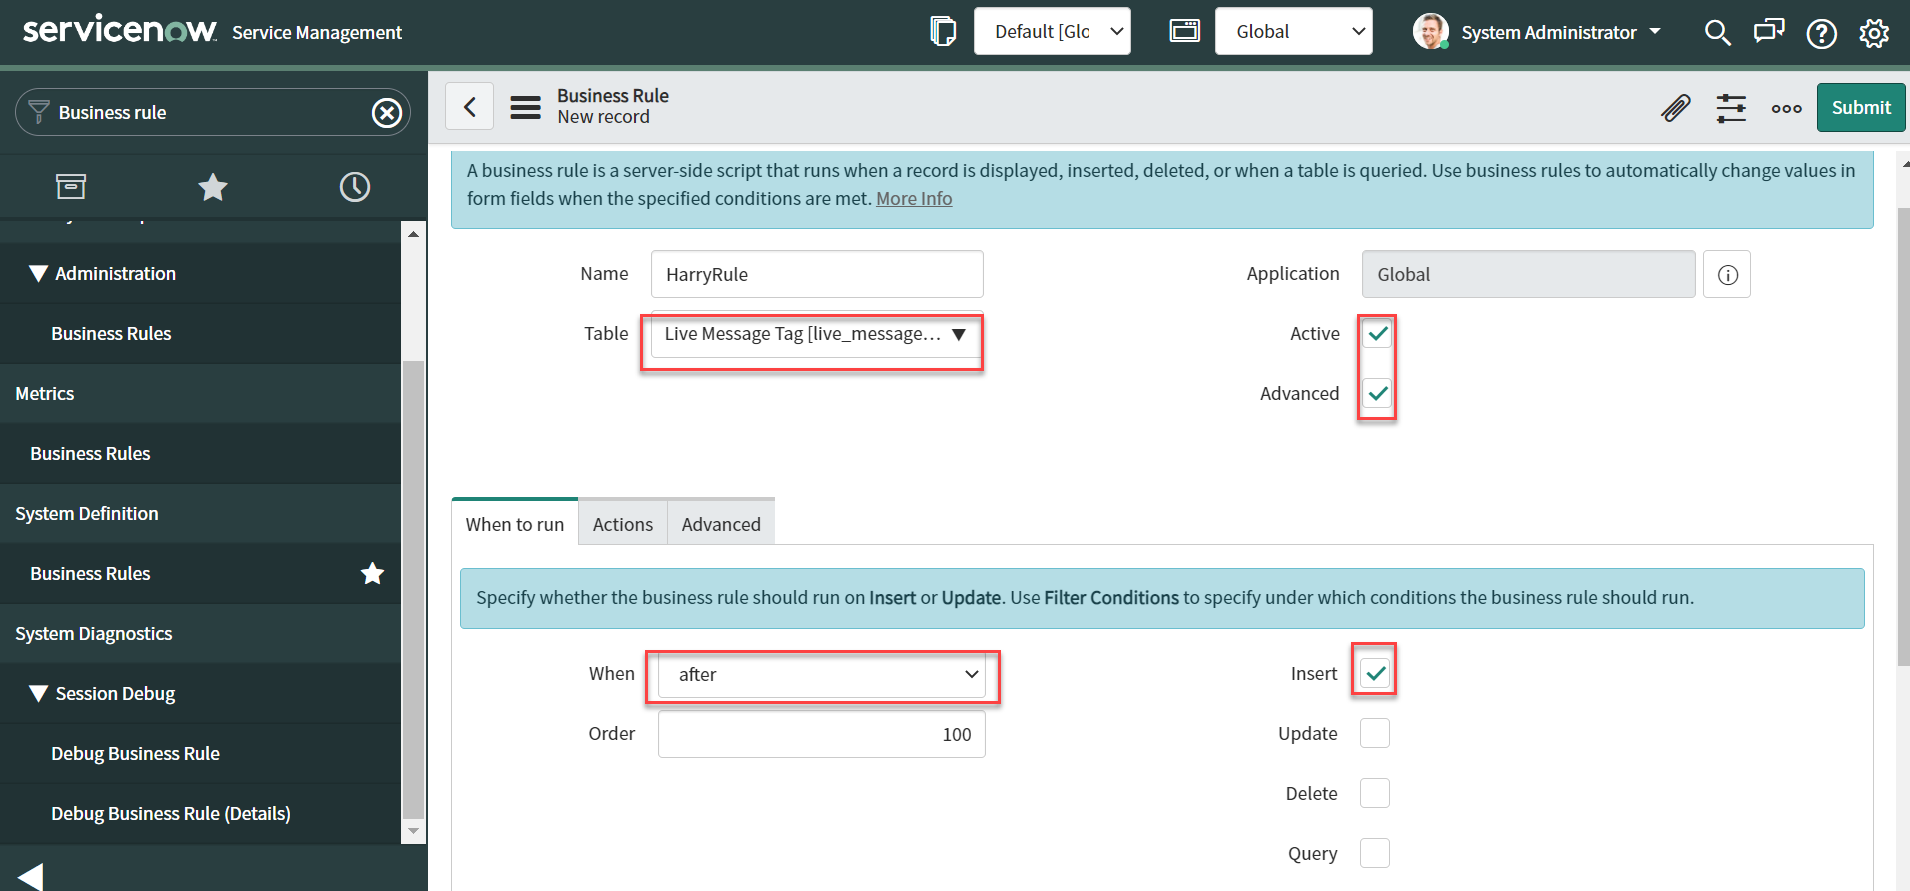 servicenow Service Management
Default [Glo
Global
System Administrator
Business rule
Business Rule
New record
Submit
A business rule is a server-side script that runs when a record is displayed, inserted, deleted, or when a table is queried. Use business rules to automatically change values in
form fields when the specified conditions are met. More Info
Administration
Business Rules
Metrics
Business Rules
System Definition
Business Rules
System Diagnostics
Session Debug
Debug Business Rule
Debug Business Rule (Details)
Name HarryRule
Application Global
Table Live Message Tag [live_message...
Active
Advanced
When to run Actions Advanced
Specify whether the business rule should run on Insert or Update. Use Filter Conditions to specify under which conditions the business rule should run.
When after
Insert
Order 100
Update
Delete
Query